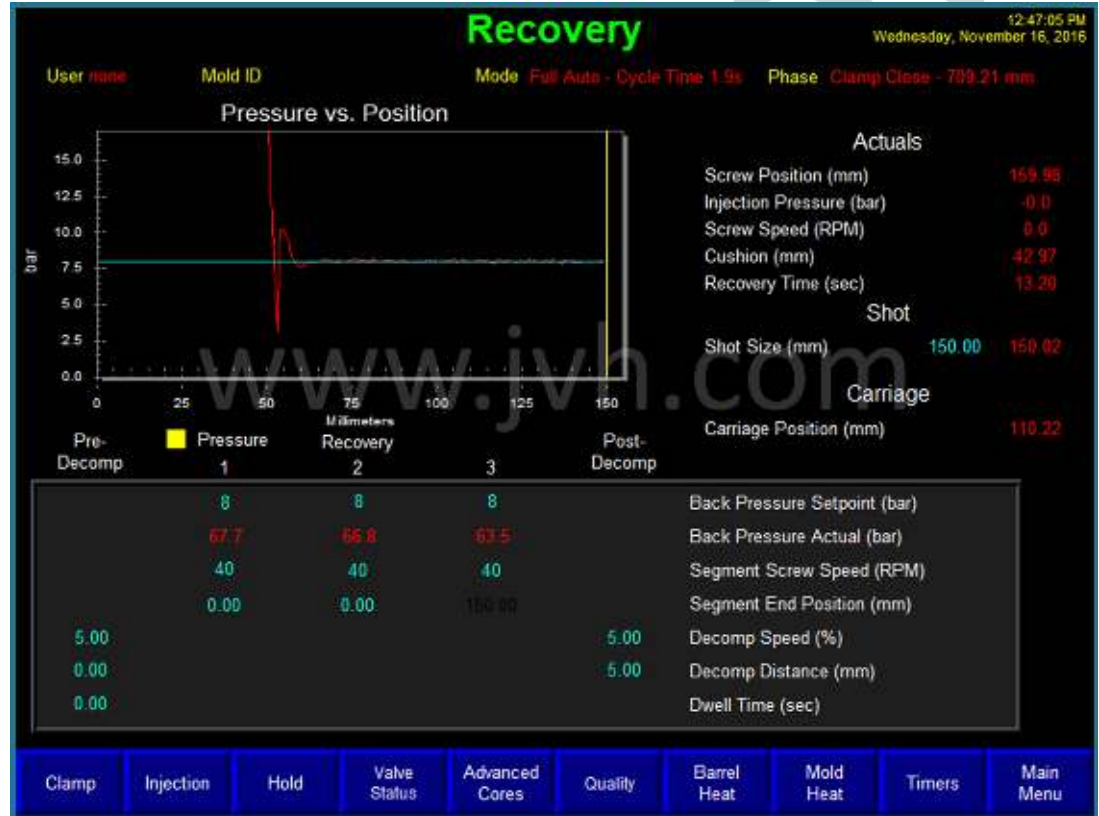 Recovery
12:47:05 PM
Wednesday, November 16, 2016
User none Mold ID Mode Full Auto - Cycle Time 1.9s Phase Clamp Close - 709.21 mm
Pressure vs. Position
15.0
12.5
10.0
7.5
5.0
2.5
0.0
bar
0 25 50 75 100 125 150
Millimeters
Actuals
Screw Position (mm) 159.98
Injection Pressure (bar) -0.0
Screw Speed (RPM) 0.0
Cushion (mm) 42.97
Recovery Time (sec) 13.20
Shot
Shot Size (mm) 150.00 150.02
Carriage
Carriage Position (mm) 110.22
www.jvh.com
Pre-Decomp Pressure Recovery Post-Decomp
1 2 3
8 8 8 Back Pressure Setpoint (bar)
67.7 66.8 63.5 Back Pressure Actual (bar)
40 40 40 Segment Screw Speed (RPM)
0.00 0.00 150.00 Segment End Position (mm)
5.00 5.00 Decomp Speed (%)
0.00 5.00 Decomp Distance (mm)
0.00 Dwell Time (sec)
Clamp Injection Hold Valve Status Advanced Cores Quality Barrel Heat Mold Heat Timers Main Menu